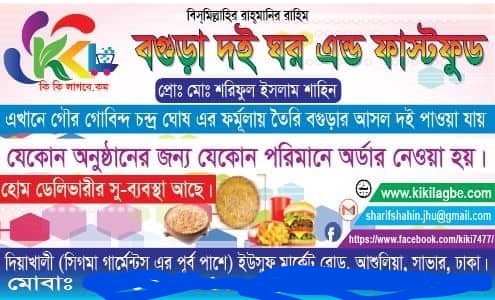 বিস্‌মিল্লাহির রাহ্‌মানির রাহিম
KIKI
কি কি লাগবে.কম
বগুড়া দই ঘর এন্ড ফাস্টফুড
প্রোঃ মোঃ শরিফুল ইসলাম শাহিন
এখানে গৌর গোবিন্দ চন্দ্র ঘোষ এর ফর্মূলায় তৈরি বগুড়ার আসল দই পাওয়া যায়
যেকোন অনুষ্ঠানের জন্য যেকোন পরিমানে অর্ডার নেওয়া হয়।
হোম ডেলিভারীর সু-ব্যবস্থা আছে।
www.kikilagbe.com
sharifshahin.jhu@gmail.com
https://www.facebook.com/kiki7477/
দিয়াখালী (সিগমা গার্মেন্টস এর পূর্ব পাশে) ইউসুফ মার্কেট রোড, আশুলিয়া, সাভার, ঢাকা।
মোবাঃ